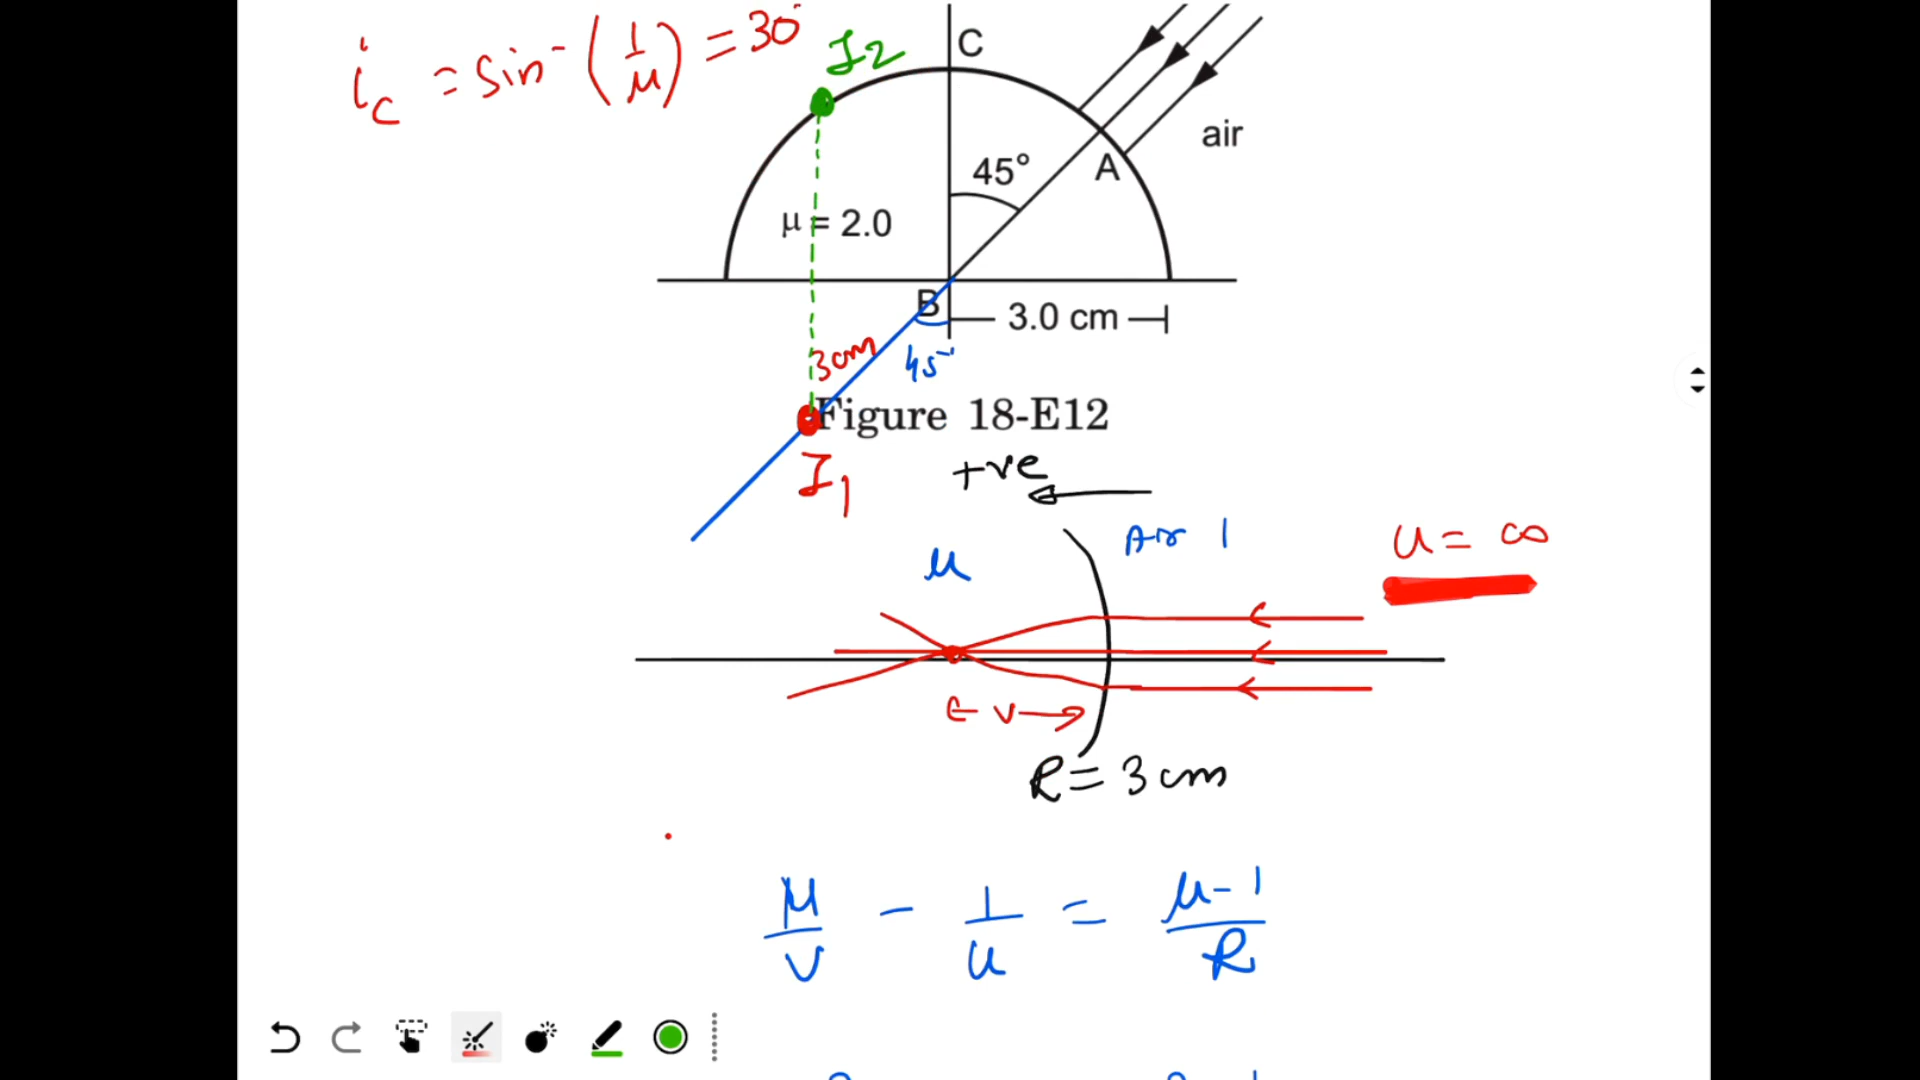 i_c = sin⁻ (1/μ) = 30°
I2
C
air
45°
A
μ = 2.0
B
3.0 cm
3cm
45°
Figure 18-E12
I1
+ve
Air 1
u = ∞
μ
← v →
R = 3 cm
μ/v - 1/u = μ-1/R